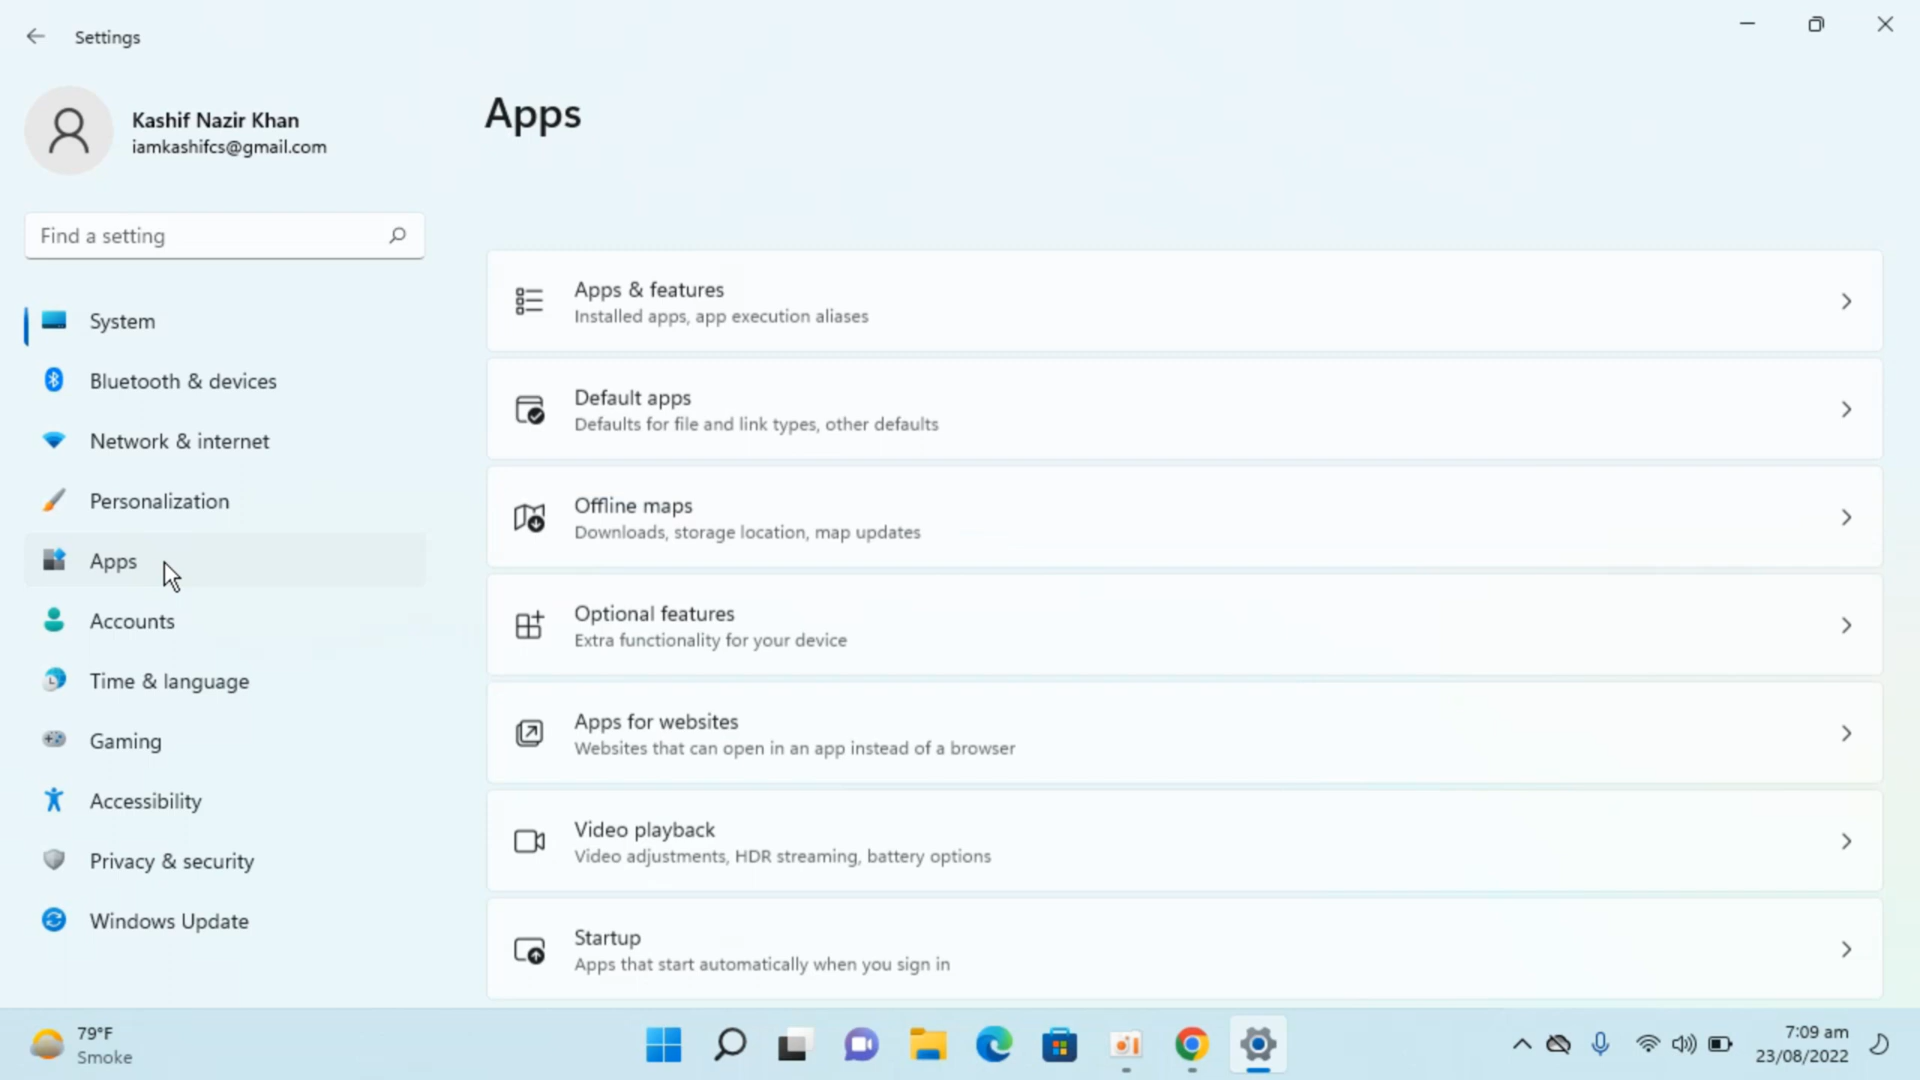 Settings
Kashif Nazir Khan
iamkashifcs@gmail.com
Find a setting
System
Bluetooth & devices
Network & internet
Personalization
Apps
Accounts
Time & language
Gaming
Accessibility
Privacy & security
Windows Update
Apps
Apps & features
Installed apps, app execution aliases
Default apps
Defaults for file and link types, other defaults
Offline maps
Downloads, storage location, map updates
Optional features
Extra functionality for your device
Apps for websites
Websites that can open in an app instead of a browser
Video playback
Video adjustments, HDR streaming, battery options
Startup
Apps that start automatically when you sign in
79°F
Smoke
7:09 am
23/08/2022